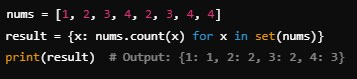 nums = [1, 2, 3, 4, 2, 3, 4, 4]
result = {x: nums.count(x) for x in set(nums)}
print(result)  # Output: {1: 1, 2: 2, 3: 2, 4: 3}